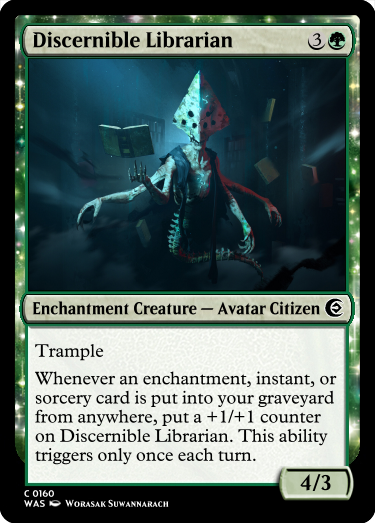 Discernible Librarian 3
Enchantment Creature — Avatar Citizen
Trample
Whenever an enchantment, instant, or
sorcery card is put into your graveyard
from anywhere, put a +1/+1 counter
on Discernible Librarian. This ability
triggers only once each turn.
4/3
C 0160
WAS Worasak Suwannarach